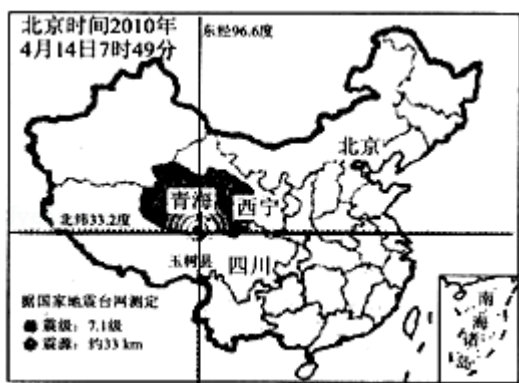 北京时间2010年
4月14日7时49分
东经96.6度
北京
青海
西宁
北纬33.2度
玉树县
四川
据国家地震台网测定
震级：7.1级
震源：约33 km
南
海
诸
岛